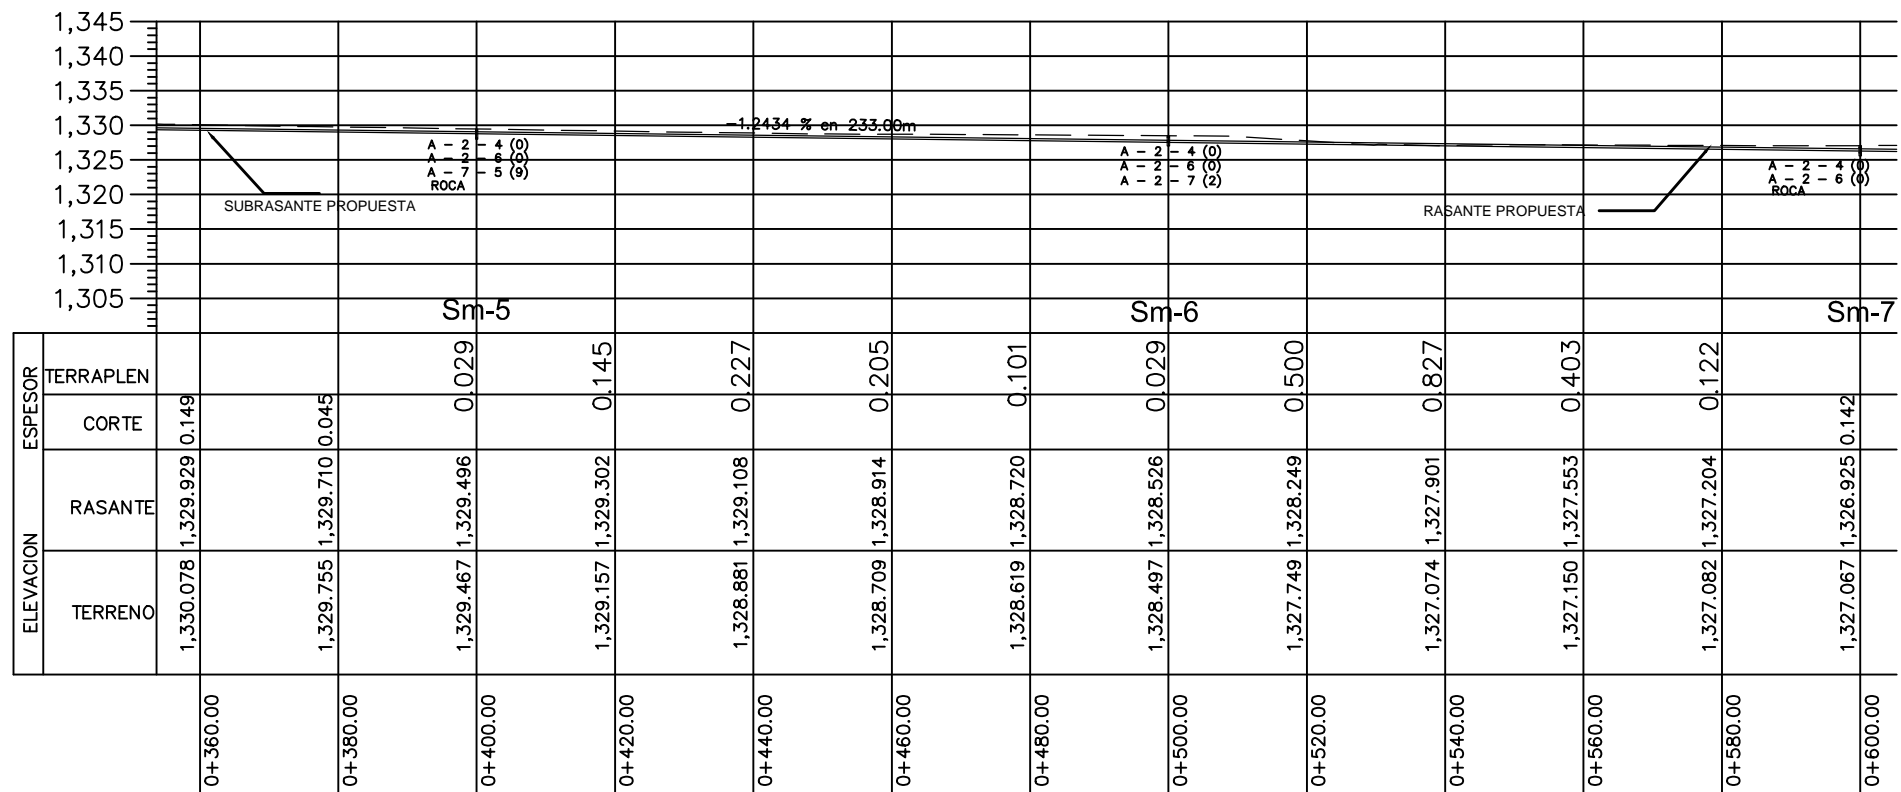 1,345
1,340
1,335
1,330
1,325
1,320
1,315
1,310
1,305
-1.2434 % en 233.00m
A - 2 - 4 (0)
A - 2 - 6 (0)
A - 7 - 5 (9)
ROCA
A - 2 - 4 (0)
A - 2 - 6 (0)
A - 2 - 7 (2)
A - 2 - 4 (0)
A - 2 - 6 (0)
ROCA
SUBRASANTE PROPUESTA
RASANTE PROPUESTA
Sm-5
Sm-6
Sm-7
ESPESOR
TERRAPLEN
0.029
0.145
0.227
0.205
0.101
0.029
0.500
0.827
0.403
0.122
CORTE
0.149
0.045
0.142
ELEVACION
RASANTE
1,329.929
1,329.710
1,329.496
1,329.302
1,329.108
1,328.914
1,328.720
1,328.526
1,328.249
1,327.901
1,327.553
1,327.204
1,326.925
TERRENO
1,330.078
1,329.755
1,329.467
1,329.157
1,328.881
1,328.709
1,328.619
1,328.497
1,327.749
1,327.074
1,327.150
1,327.082
1,327.067
0+360.00
0+380.00
0+400.00
0+420.00
0+440.00
0+460.00
0+480.00
0+500.00
0+520.00
0+540.00
0+560.00
0+580.00
0+600.00